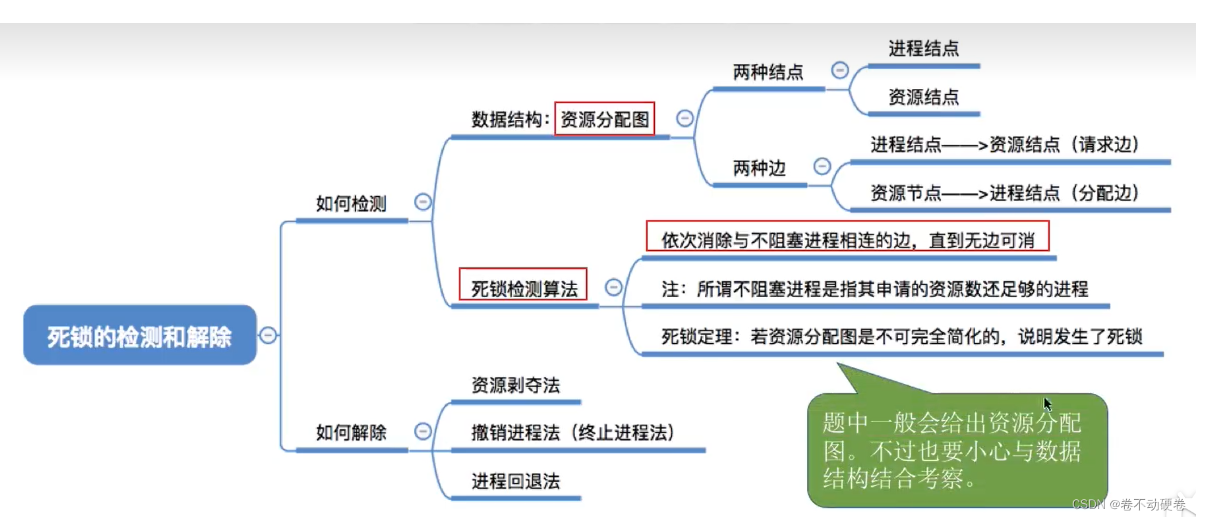 死锁的检测和解除
如何检测
数据结构：资源分配图
两种结点
进程结点
资源结点
两种边
进程结点——>资源结点（请求边）
资源节点——>进程结点（分配边）
死锁检测算法
依次消除与不阻塞进程相连的边，直到无边可消
注：所谓不阻塞进程是指其申请的资源数还足够的进程
死锁定理：若资源分配图是不可完全简化的，说明发生了死锁
如何解除
资源剥夺法
撤销进程法（终止进程法）
进程回退法
题中一般会给出资源分配
图。不过也要小心与数据
结构结合考察。
CSDN @卷不动硬卷